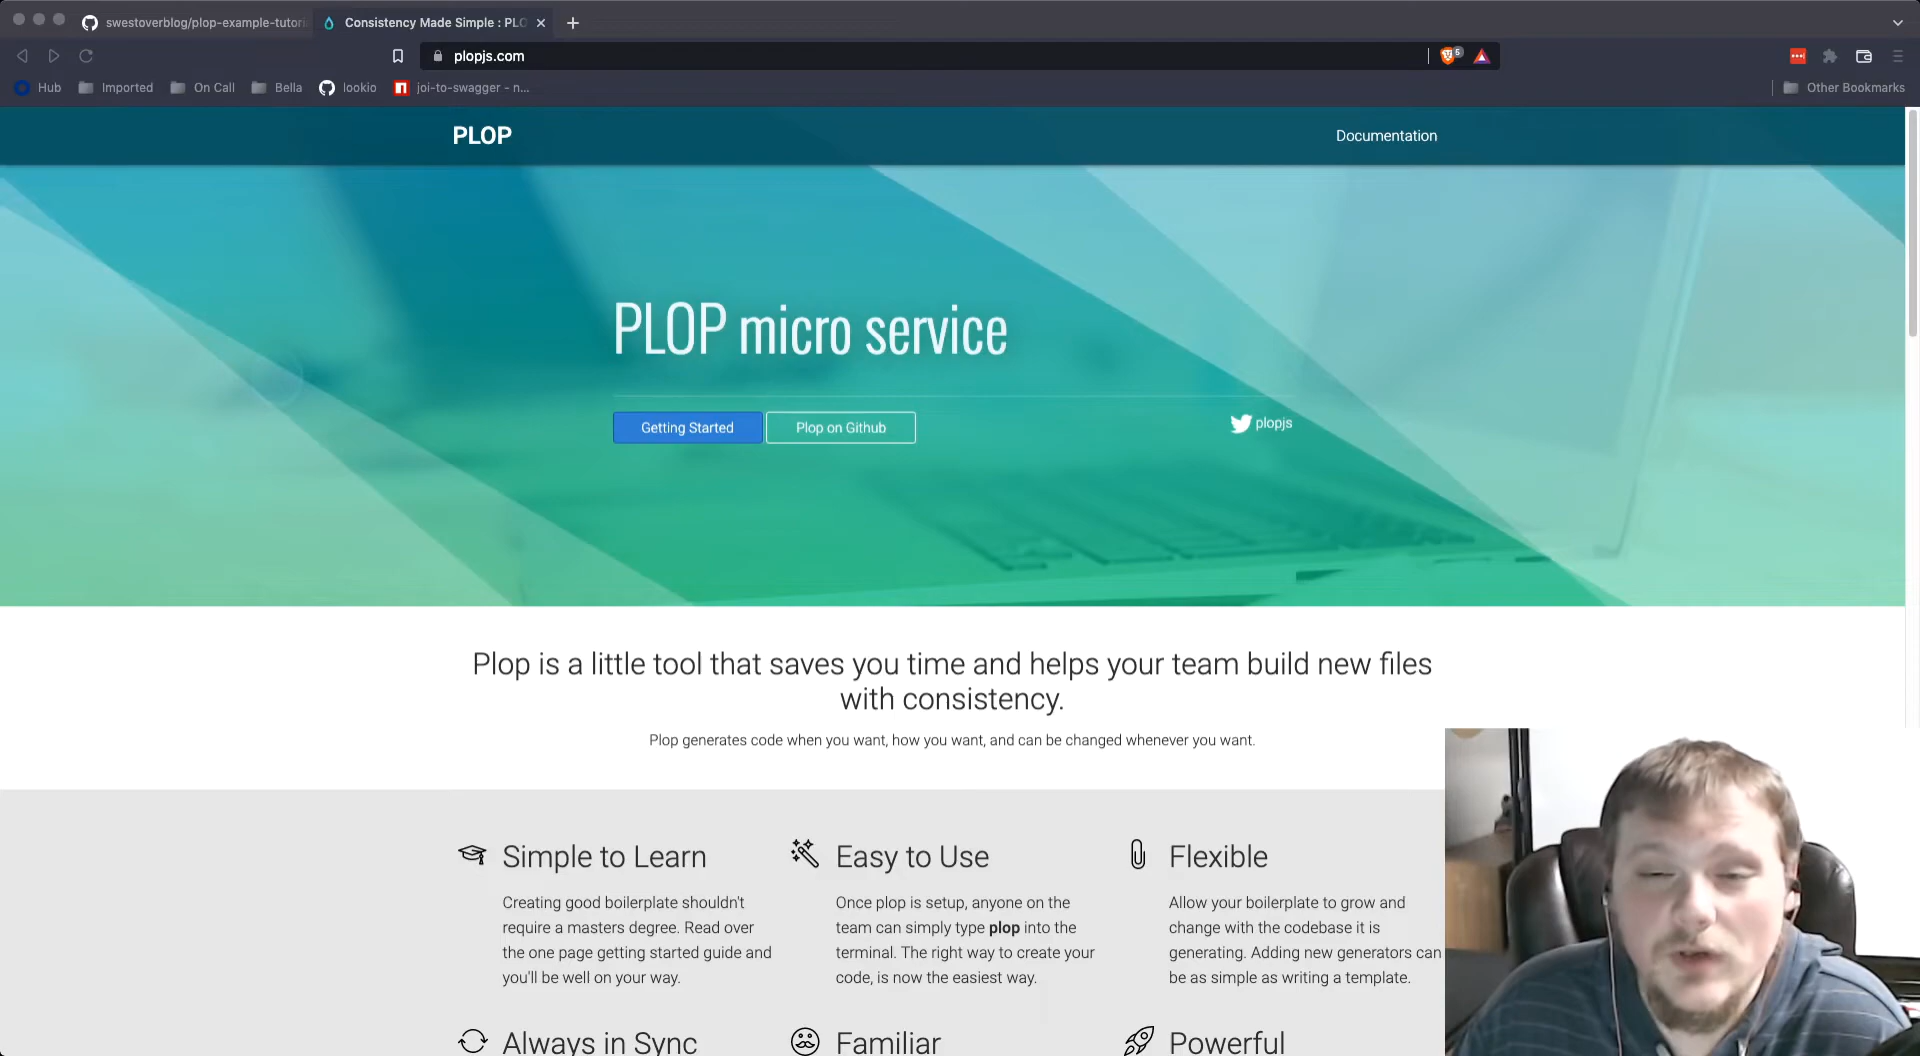 swestoverblog/plop-example-tutori
Consistency Made Simple : PLO
plopjs.com
5
Hub
Imported
On Call
Bella
lookio
joi-to-swagger - n...
Other Bookmarks
PLOP
Documentation
PLOP micro service
Getting Started
Plop on Github
plopjs
Plop is a little tool that saves you time and helps your team build new files
with consistency.
Plop generates code when you want, how you want, and can be changed whenever you want.
Simple to Learn
Creating good boilerplate shouldn't
require a masters degree. Read over
the one page getting started guide and
you'll be well on your way.
Easy to Use
Once plop is setup, anyone on the
team can simply type plop into the
terminal. The right way to create your
code, is now the easiest way.
Flexible
Allow your boilerplate to grow and
change with the codebase it is
generating. Adding new generators can
be as simple as writing a template.
Always in Sync
Familiar
Powerful